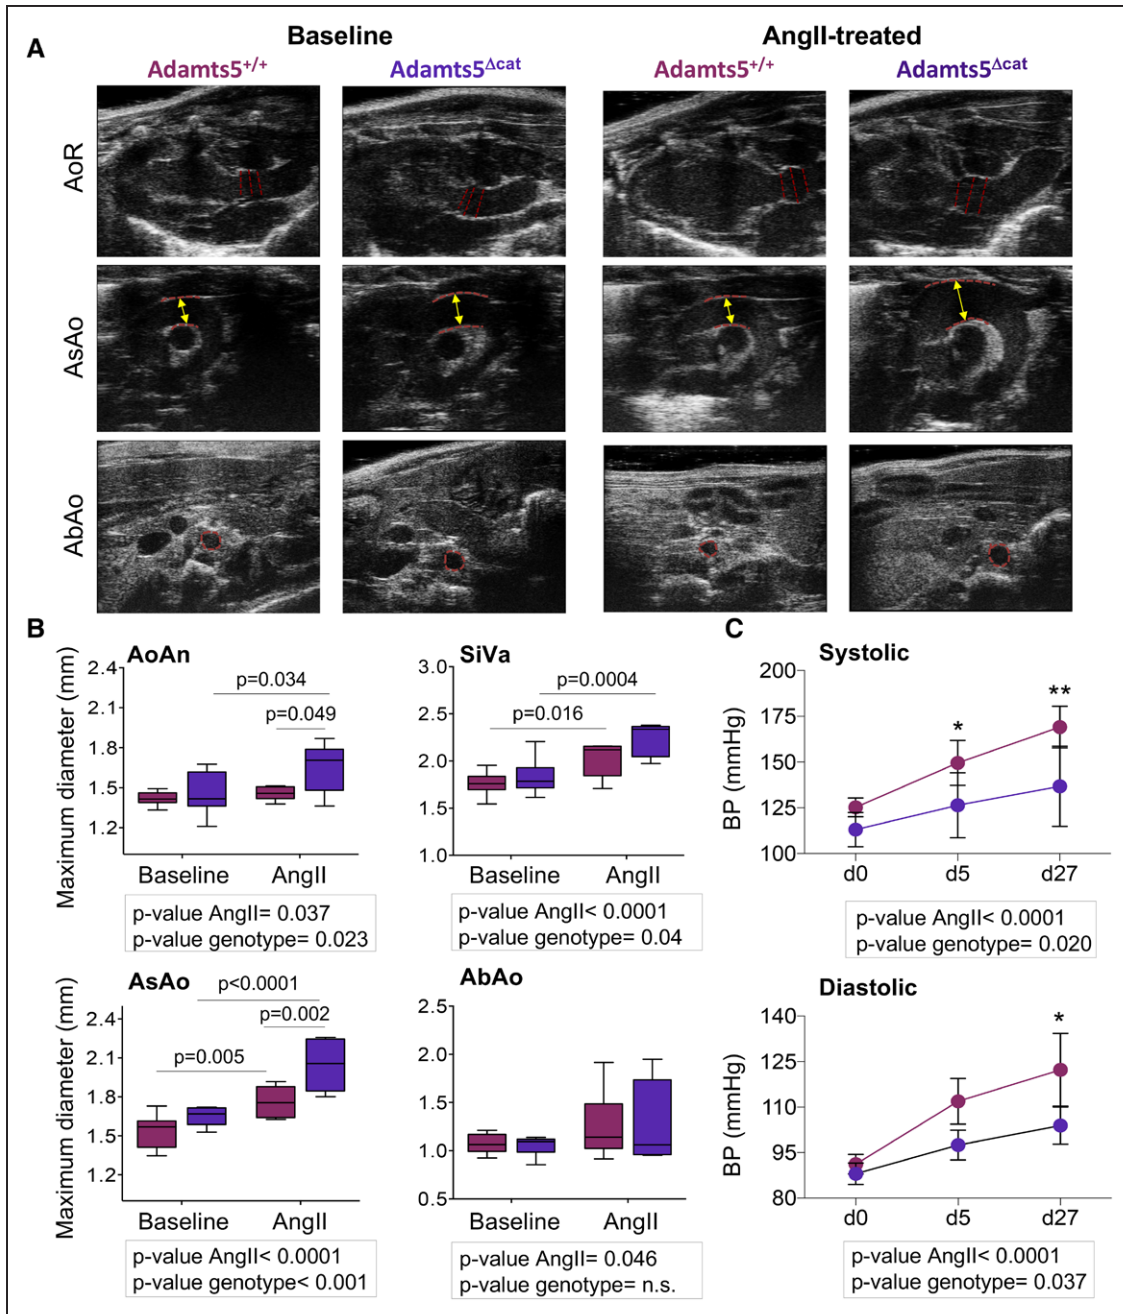 A
Baseline
AngII-treated
Adamts5+/+
Adamts5Δcat
Adamts5+/+
Adamts5Δcat
AoR
AsAo
AbAo
B
AoAn
Maximum diameter (mm)
2.4
2.1
1.8
1.5
1.2
p=0.034
p=0.049
Baseline
AngII
p-value AngII= 0.037
p-value genotype= 0.023
SiVa
3.0
2.5
2.0
1.5
1.0
p=0.0004
p=0.016
Baseline
AngII
p-value AngII< 0.0001
p-value genotype= 0.04
AsAo
Maximum diameter (mm)
2.4
2.1
1.8
1.5
1.2
p<0.0001
p=0.002
p=0.005
Baseline
AngII
p-value AngII< 0.0001
p-value genotype< 0.001
AbAo
2.5
2.0
1.5
1.0
0.5
Baseline
AngII
p-value AngII= 0.046
p-value genotype= n.s.
C
Systolic
BP (mmHg)
200
175
150
125
100
*
**
d0
d5
d27
p-value AngII< 0.0001
p-value genotype= 0.020
Diastolic
BP (mmHg)
140
125
110
95
80
*
d0
d5
d27
p-value AngII< 0.0001
p-value genotype= 0.037